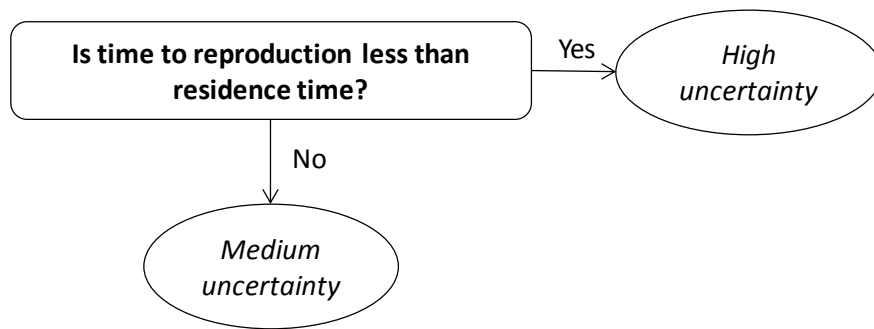 Is time to reproduction less than
residence time?
Yes
High
uncertainty
No
Medium
uncertainty